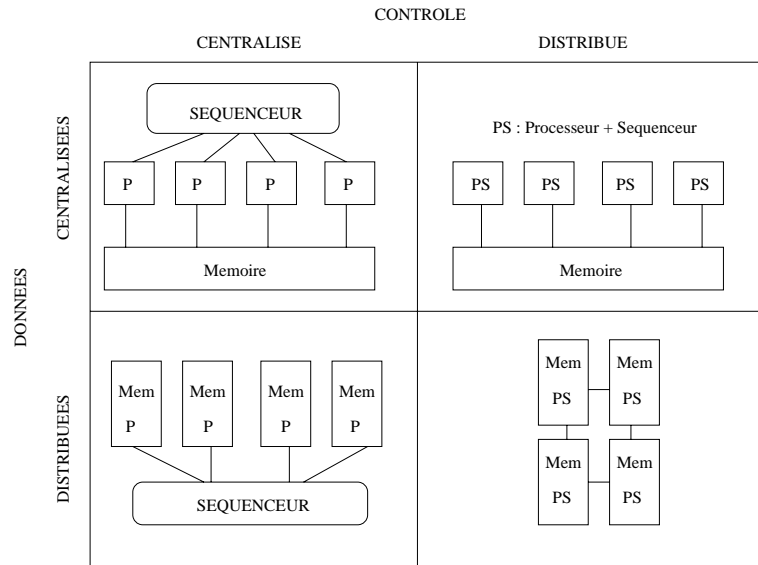 CONTROLE
CENTRALISE
DISTRIBUE
DONNEES
CENTRALISEES
SEQUENCEUR
P P P P
Memoire
PS : Processeur + Sequenceur
PS PS PS PS
Memoire
DISTRIBUEES
Mem Mem Mem Mem
P P P P
SEQUENCEUR
Mem Mem
PS PS
Mem Mem
PS PS